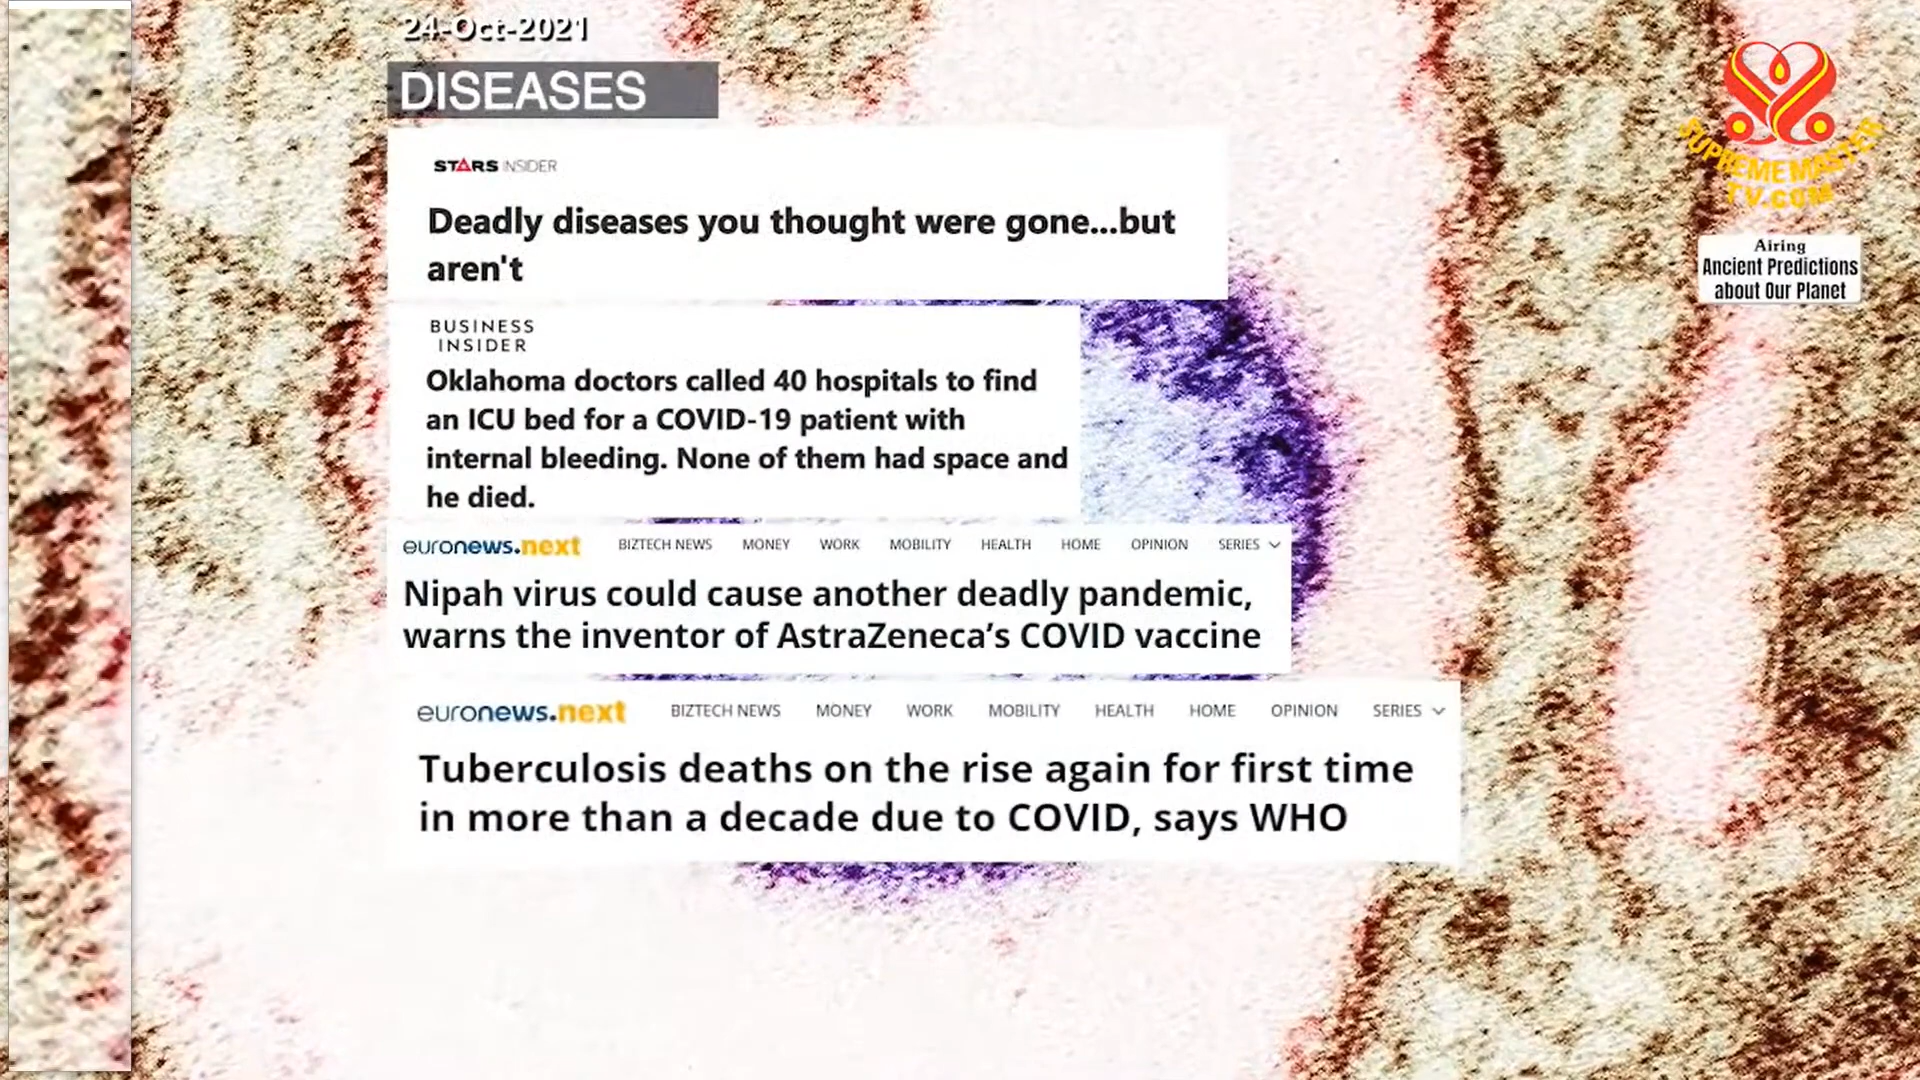 24-Oct-2021
DISEASES
STARS INSIDER
Deadly diseases you thought were gone...but
aren't
BUSINESS
INSIDER
Oklahoma doctors called 40 hospitals to find
an ICU bed for a COVID-19 patient with
internal bleeding. None of them had space and
he died.
euronews.next BIZTECH NEWS MONEY WORK MOBILITY HEALTH HOME OPINION SERIES
Nipah virus could cause another deadly pandemic,
warns the inventor of AstraZeneca's COVID vaccine
euronews.next BIZTECH NEWS MONEY WORK MOBILITY HEALTH HOME OPINION SERIES
Tuberculosis deaths on the rise again for first time
in more than a decade due to COVID, says WHO
SUPREME MASTER
TV.COM
Airing
Ancient Predictions
about Our Planet